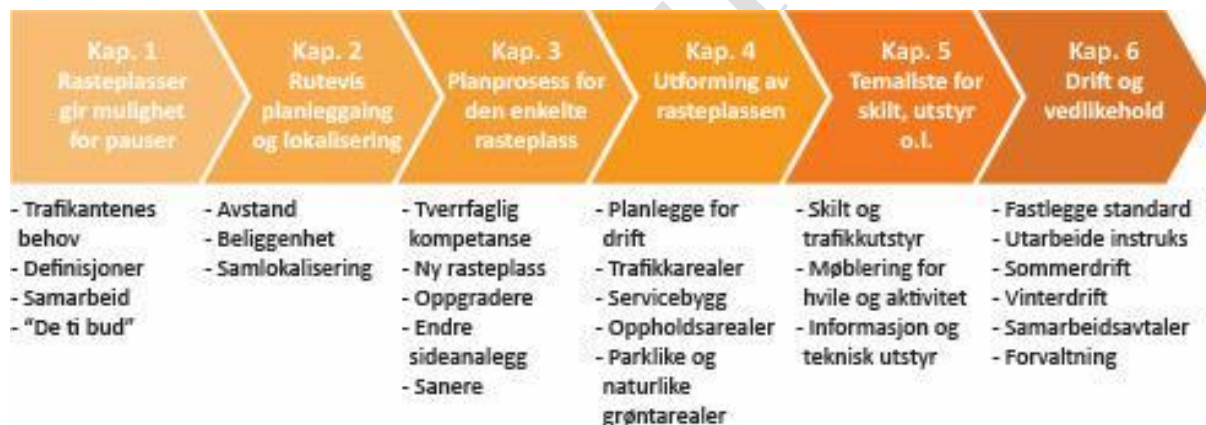 Kap. 1
Rasteplasser
gir mulighet
for pauser
Kap. 2
Rutevis
planleggaing
og lokalisering
Kap. 3
Planprosess for
den enkelte
rasteplass
Kap. 4
Utforming av
rasteplassen
Kap. 5
Temaliste for
skilt, utstyr
o.l.
Kap. 6
Drift og
vedlikehold
- Trafikantenes
behov
- Definisjoner
- Samarbeid
- “De ti bud”
- Avstand
- Beliggenhet
- Samlokalisering
- Tverrfaglig
kompetanse
- Ny rasteplass
- Oppgradere
- Endre
sideanalegg
- Sanere
- Planlegge for
drift
- Trafikkarealer
- Servicebygg
- Oppholdsarealer
- Parklike og
naturlike
grøntarealer
- Skilt og
trafikkutstyr
- Møblering for
hvile og aktivitet
- Informasjon og
teknisk utstyr
- Fastlegge standard
- Utarbeide instruks
- Sommerdrift
- Vinterdrift
- Samarbeidsavtaler
- Forvaltning